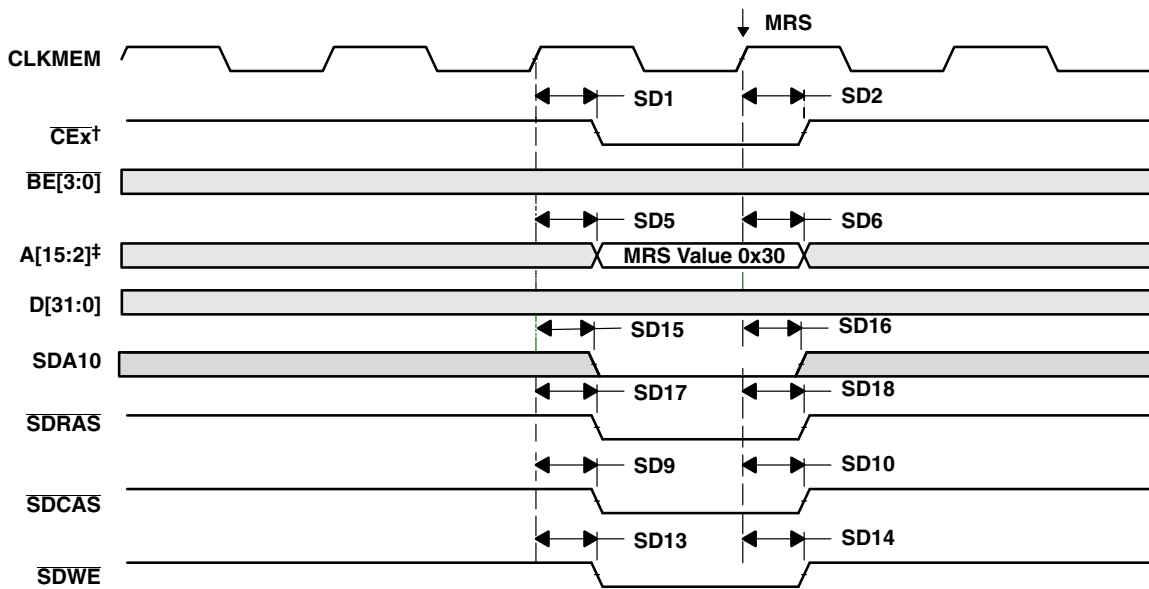 MRS
CLKMEM
SD1 SD2
CEx†
BE[3:0]
SD5 SD6
A[15:2]‡ MRS Value 0x30
D[31:0]
SD15 SD16
SDA10
SD17 SD18
SDRAS
SD9 SD10
SDCAS
SD13 SD14
SDWE